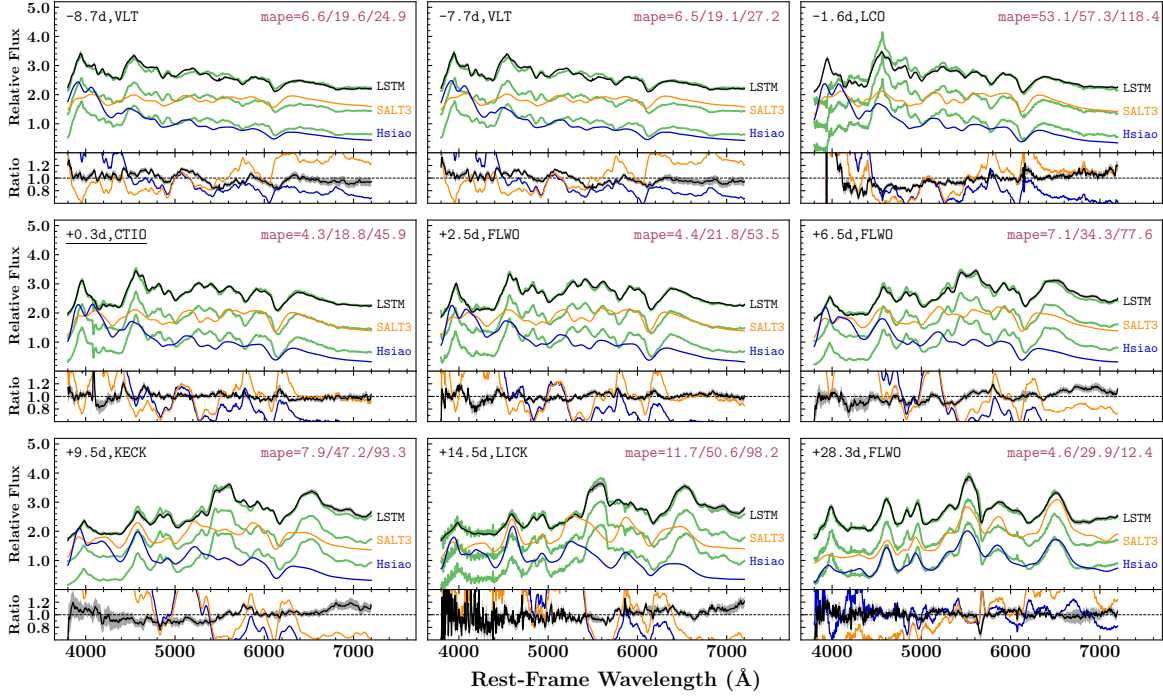 −8.7d,VLT mape=6.6/19.6/24.9
−7.7d,VLT mape=6.5/19.1/27.2
−1.6d,LCO mape=53.1/57.3/118.4
Relative Flux
5.0
4.0
3.0
2.0
1.0
LSTM
SALT3
Hsiao
LSTM
SALT3
Hsiao
LSTM
SALT3
Hsiao
Ratio
1.2
1.0
0.8
+0.3d,CTIO mape=4.3/18.8/45.9
+2.5d,FLWO mape=4.4/21.8/53.5
+6.5d,FLWO mape=7.1/34.3/77.6
Relative Flux
5.0
4.0
3.0
2.0
1.0
LSTM
SALT3
Hsiao
LSTM
SALT3
Hsiao
LSTM
SALT3
Hsiao
Ratio
1.2
1.0
0.8
+9.5d,KECK mape=7.9/47.2/93.3
+14.5d,LICK mape=11.7/50.6/98.2
+28.3d,FLWO mape=4.6/29.9/12.4
Relative Flux
5.0
4.0
3.0
2.0
1.0
LSTM
SALT3
Hsiao
LSTM
SALT3
Hsiao
LSTM
SALT3
Hsiao
Ratio
1.2
1.0
0.8
4000 5000 6000 7000
4000 5000 6000 7000
4000 5000 6000 7000
Rest-Frame Wavelength (Å)